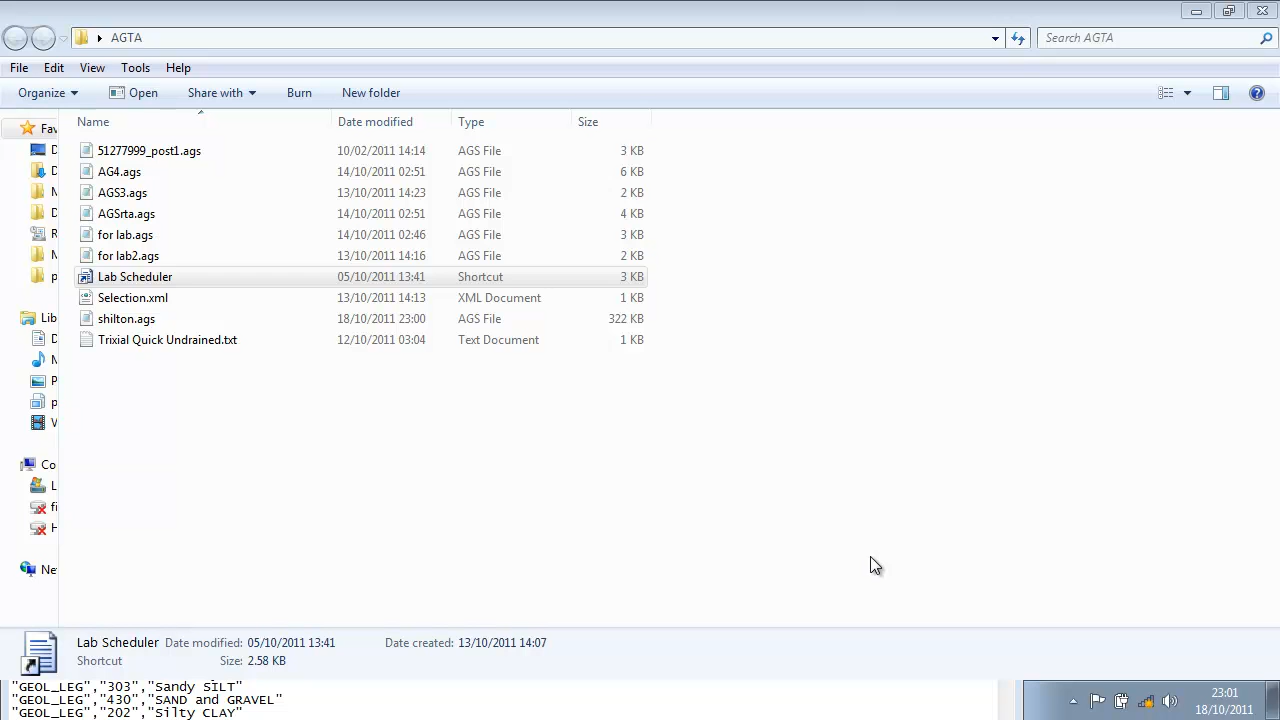 AGTA
Search AGTA
File Edit View Tools Help
Organize Open Share with Burn New folder
Name Date modified Type Size
51277999_post1.ags 10/02/2011 14:14 AGS File 3 KB
AG4.ags 14/10/2011 02:51 AGS File 6 KB
AGS3.ags 13/10/2011 14:23 AGS File 2 KB
AGSrta.ags 14/10/2011 02:51 AGS File 4 KB
for lab.ags 14/10/2011 02:46 AGS File 3 KB
for lab2.ags 13/10/2011 14:16 AGS File 2 KB
Lab Scheduler 05/10/2011 13:41 Shortcut 3 KB
Selection.xml 13/10/2011 14:13 XML Document 1 KB
shilton.ags 18/10/2011 23:00 AGS File 322 KB
Trixial Quick Undrained.txt 12/10/2011 03:04 Text Document 1 KB
Fav
D
D
M
D
R
M
p
Lib
D
M
P
p
V
Co
L
fi
H
Ne
Lab Scheduler Date modified: 05/10/2011 13:41 Date created: 13/10/2011 14:07
Shortcut Size: 2.58 KB
"GEOL_LEG","303","Sandy SILT"
"GEOL_LEG","430","SAND and GRAVEL"
"GEOL_LEG","202","Silty CLAY"
23:01
18/10/2011